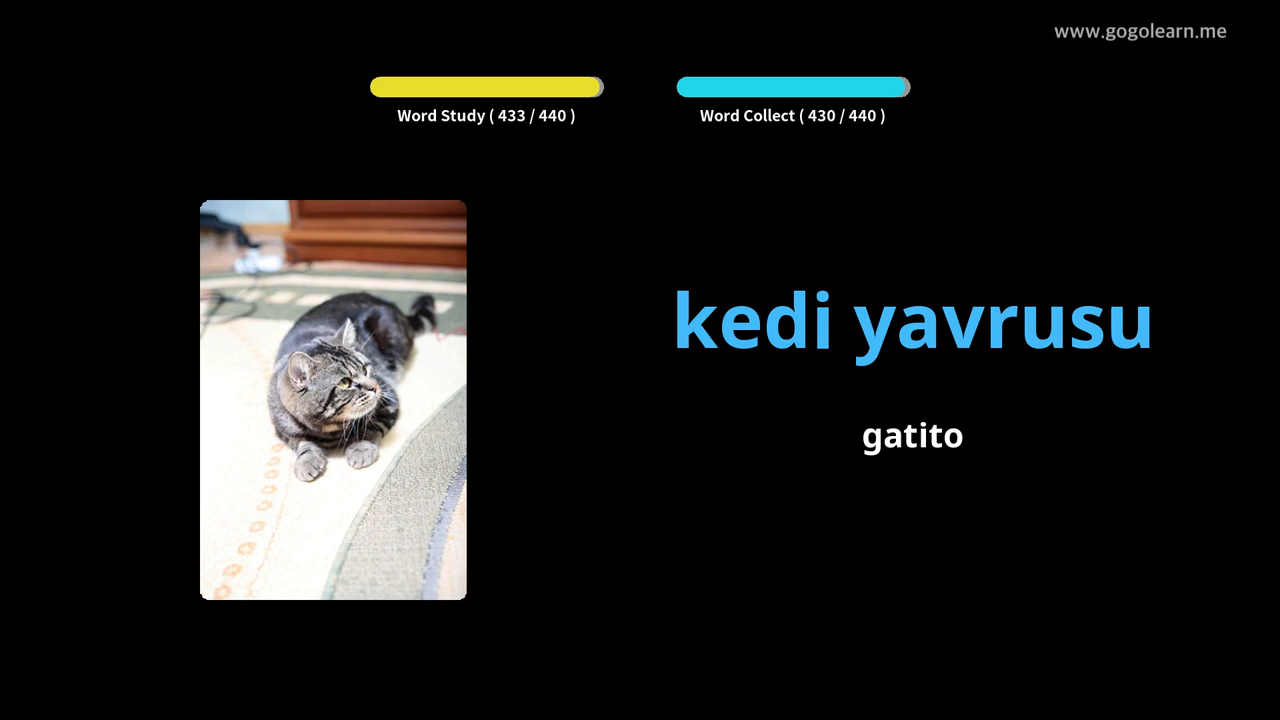 www.gogolearn.me
Word Study ( 433 / 440 )
Word Collect ( 430 / 440 )
kedi yavrusu
gatito